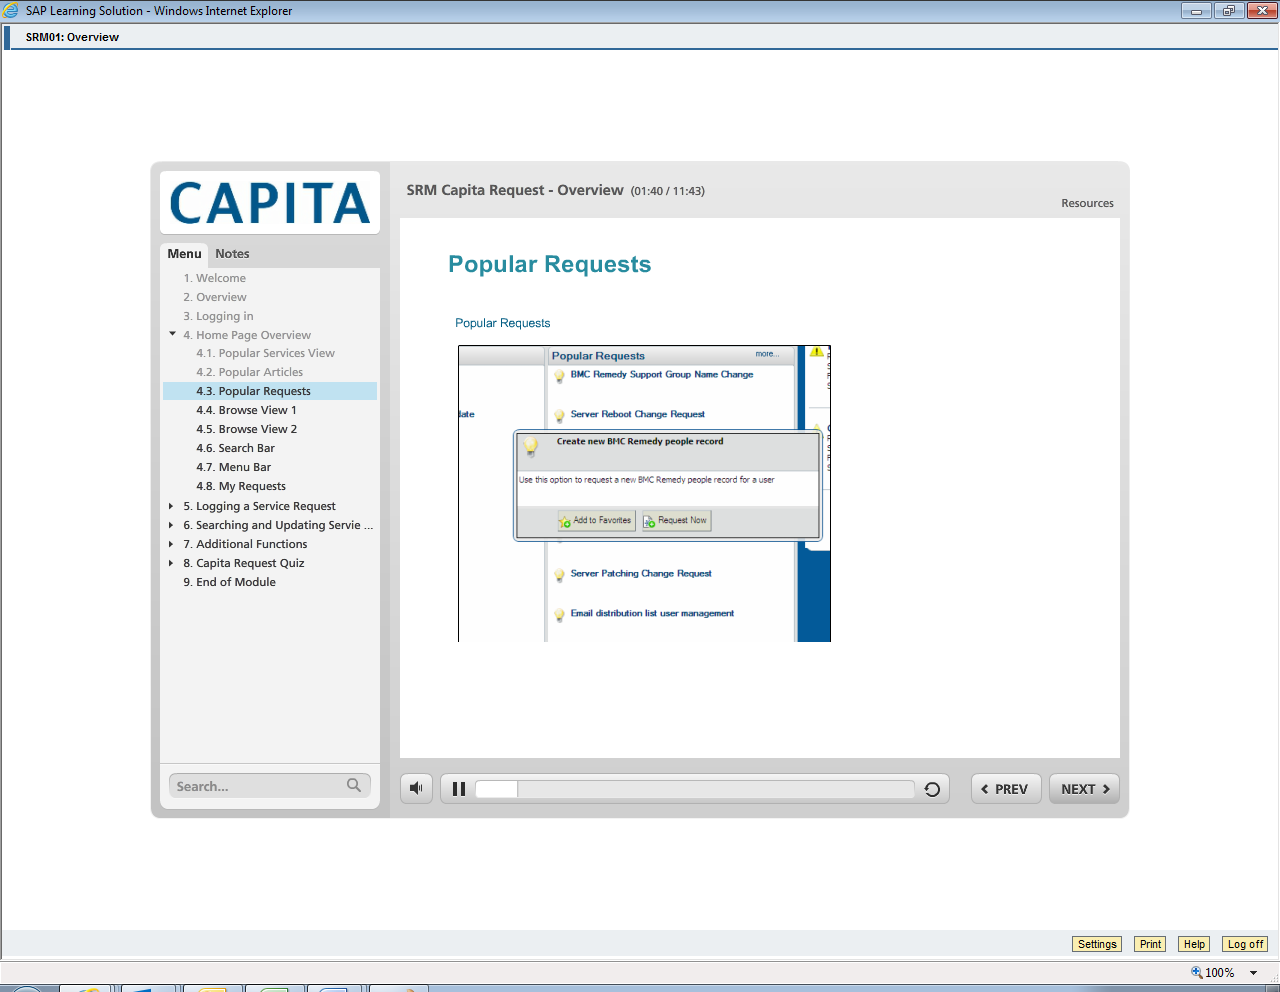 SAP Learning Solution - Windows Internet Explorer
SRM01: Overview
CAPITA
SRM Capita Request - Overview (01:40 / 11:43)
Resources
Menu Notes
1. Welcome
2. Overview
3. Logging in
4. Home Page Overview
4.1. Popular Services View
4.2. Popular Articles
4.3. Popular Requests
4.4. Browse View 1
4.5. Browse View 2
4.6. Search Bar
4.7. Menu Bar
4.8. My Requests
5. Logging a Service Request
6. Searching and Updating Servie ...
7. Additional Functions
8. Capita Request Quiz
9. End of Module
Search...
Popular Requests
Popular Requests
Popular Requests more...
BMC Remedy Support Group Name Change
date
Server Reboot Change Request
Create new BMC Remedy people record
Use this option to request a new BMC Remedy people record for a user
Add to Favorites Request Now
Server Patching Change Request
Email distribution list user management
PREV NEXT
Settings Print Help Log off
100%